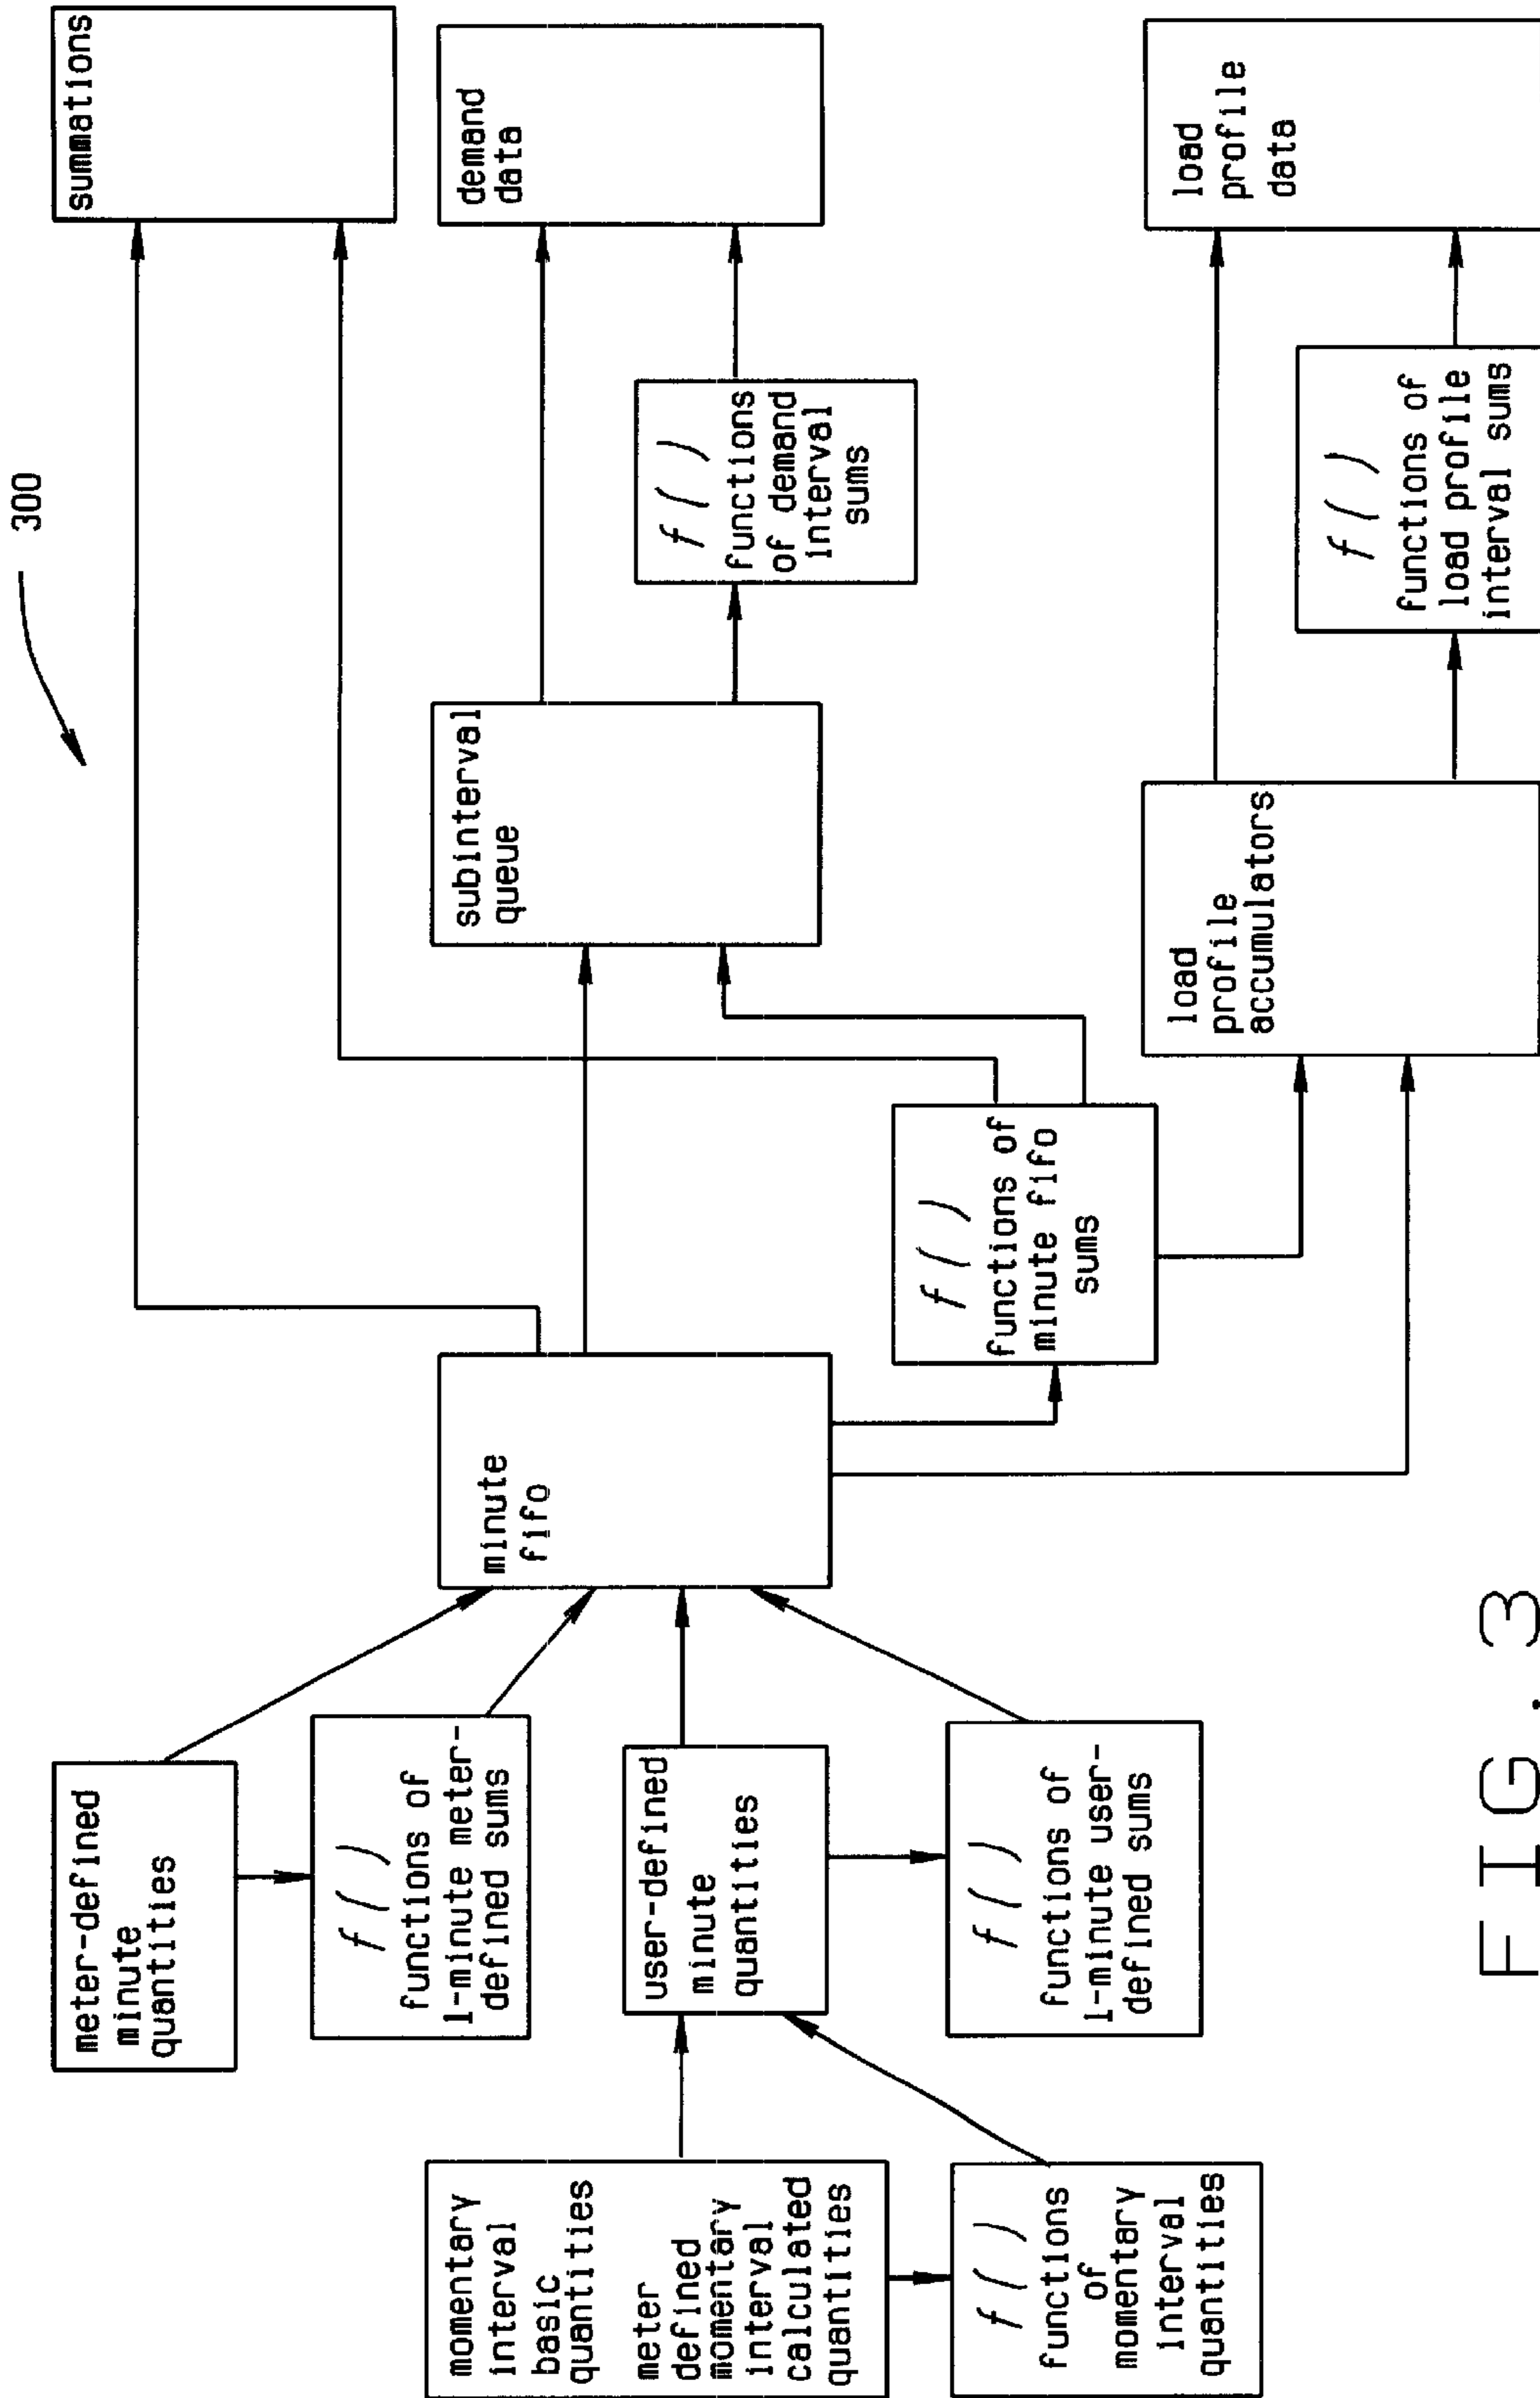 300
meter-defined
minute
quantities
f()
functions of
1-minute meter-
defined sums
momentary
interval
basic
quantities
meter
defined
momentary
interval
calculated
quantities
f()
functions
of
momentary
interval
quantities
user-defined
minute
quantities
f()
functions of
1-minute user-
defined sums
minute
fifo
f()
functions of
minute fifo
sums
summations
subinterval
queue
f()
functions
of demand
interval
sums
demand
data
load
profile
accumulators
f()
functions of
load profile
interval sums
load
profile
data
FIG. 3